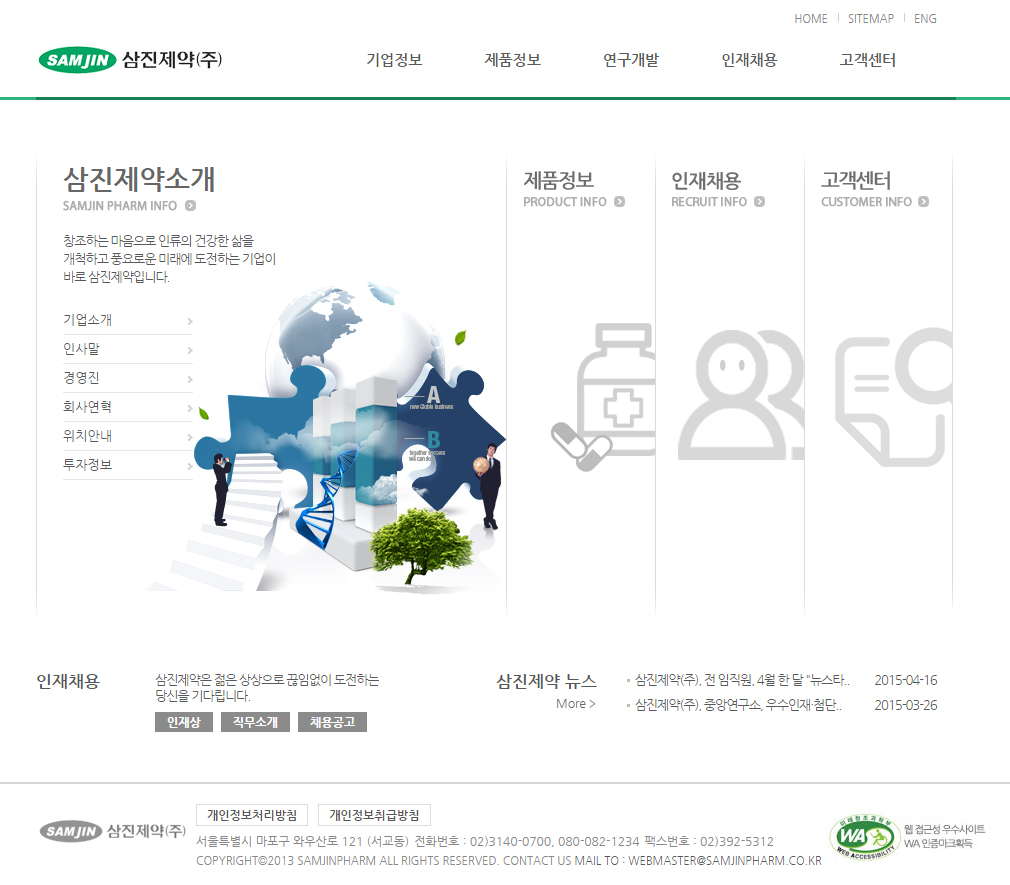 HOME | SITEMAP | ENG
SAMJIN 삼진제약(주)
기업정보 제품정보 연구개발 인재채용 고객센터
삼진제약소개
SAMJIN PHARM INFO
창조하는 마음으로 인류의 건강한 삶을
개척하고 풍요로운 미래에 도전하는 기업이
바로 삼진제약입니다.
기업소개
인사말
경영진
회사연혁
위치안내
투자정보
A
new Globle business
B
together success
we can do it
제품정보
PRODUCT INFO
인재채용
RECRUIT INFO
고객센터
CUSTOMER INFO
인재채용
삼진제약은 젊은 상상으로 끊임없이 도전하는
당신을 기다립니다.
인재상 직무소개 채용공고
삼진제약 뉴스
More >
삼진제약(주), 전 임직원, 4월 한 달 "뉴스타.. 2015-04-16
삼진제약(주), 중앙연구소, 우수인재·첨단.. 2015-03-26
SAMJIN 삼진제약(주)
개인정보처리방침 개인정보취급방침
서울특별시 마포구 와우산로 121 (서교동) 전화번호 : 02)3140-0700, 080-082-1234 팩스번호 : 02)392-5312
COPYRIGHT©2013 SAMJINPHARM ALL RIGHTS RESERVED. CONTACT US MAIL TO : WEBMASTER@SAMJINPHARM.CO.KR
미래창조과학부
WA
WEB ACCESSIBILITY
웹 접근성 우수사이트
WA 인증마크획득